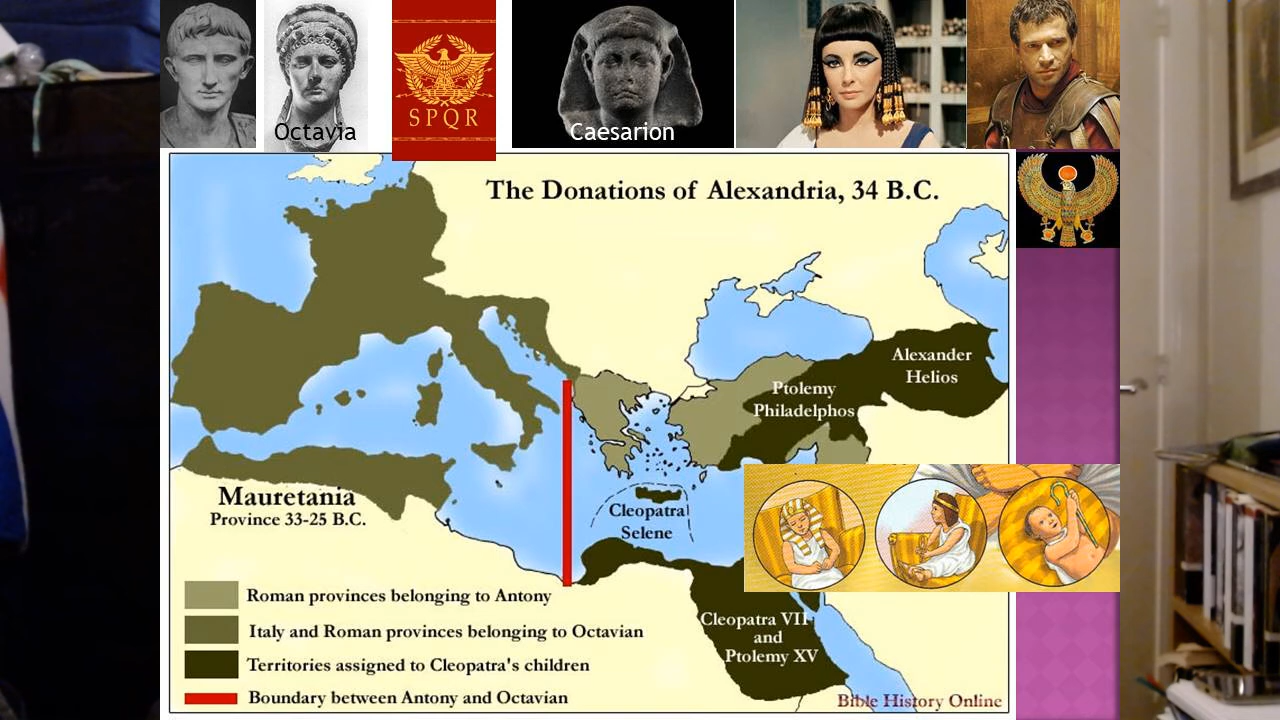 Octavia
SPQR
Caesarion
The Donations of Alexandria, 34 B.C.
Alexander
Helios
Ptolemy
Philadelphos
Mauretania
Province 33-25 B.C.
Cleopatra
Selene
Roman provinces belonging to Antony
Cleopatra VII
and
Ptolemy XV
Italy and Roman provinces belonging to Octavian
Territories assigned to Cleopatra's children
Boundary between Antony and Octavian
Bible History Online